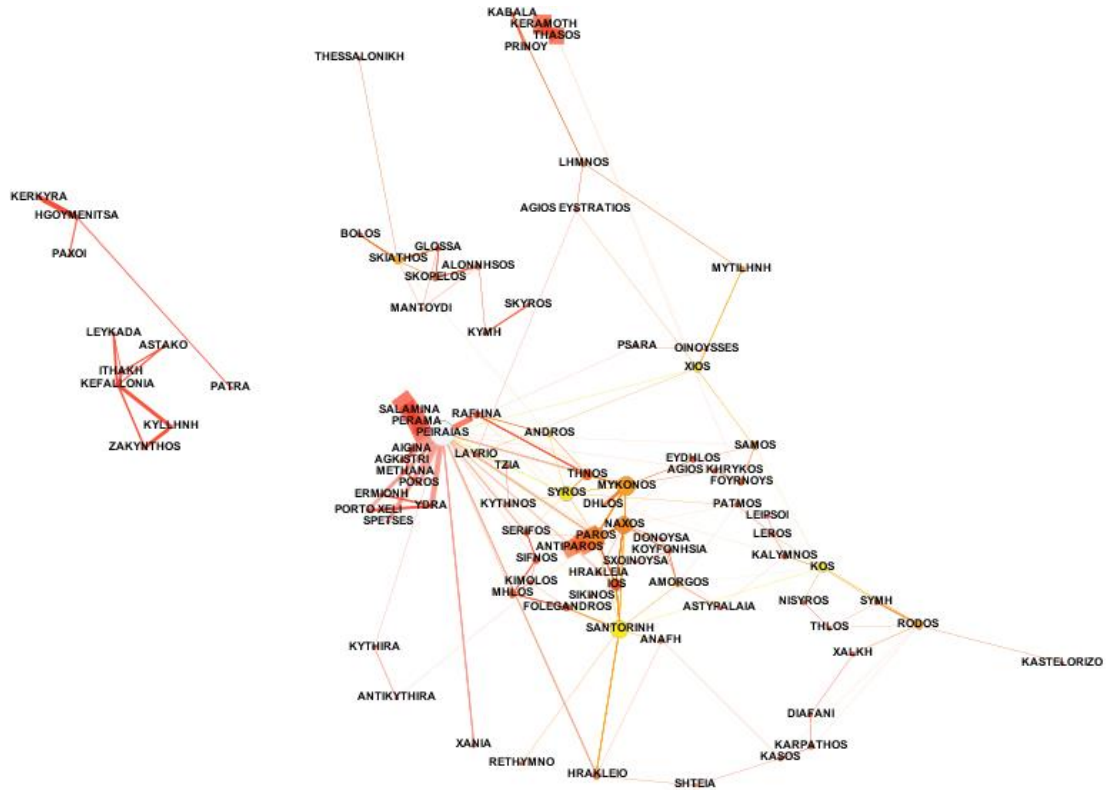 KABALA
KERAMOTH
THASOS
PRINOY
THESSALONIKH
LHMNOS
KERKYRA
HGOYMENITSA
AGIOS EYSTRATIOS
BOLOS
GLOSSA
PAXOI
SKIATHOS
ALONNHSOS
SKOPELOS
MYTILHNH
MANTOYDI
SKYROS
LEYKADA
KYMH
ASTAKO
PSARA
OINOYSSES
XIOS
ITHAKH
KEFALLONIA
PATRA
SALAMINA
RAFHNA
PERAMA
KYLLHNH
PEIRAIAS
ANDROS
ZAKYNTHOS
AIGINA
LAYRIO
SAMOS
AGKISTRI
TZIA
EYDHLOS
METHANA
THNOS
AGIOS KHRYKOS
POROS
MYKONOS
FOYRNOYS
ERMIONH
SYROS
PORTO XELI
YDRA
KYTHNOS
DHLOS
PATMOS
SPETSES
LEIPSOI
NAXOS
SERIFOS
PAROS
DONOYSA
LEROS
ANTIPAROS
KOYFONHSIA
SIFNOS
SXOINOYSA
KALYMNOS
HRAKLEIA
KOS
KIMOLOS
IOS
AMORGOS
MHLOS
SIKINOS
NISYROS
SYMH
FOLEGANDROS
ASTYPALAIA
SANTORINH
THLOS
RODOS
ANAFH
KYTHIRA
XALKH
KASTELORIZO
ANTIKYTHIRA
DIAFANI
XANIA
KARPATHOS
RETHYMNO
KASOS
HRAKLEIO
SHTEIA